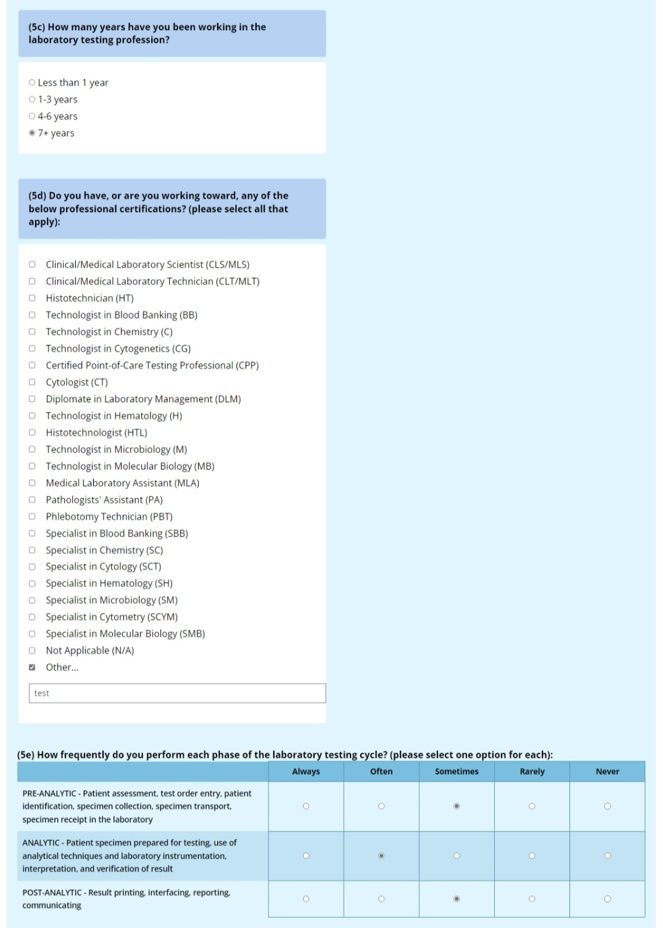 (5c) How many years have you been working in the
laboratory testing profession?
Less than 1 year
1-3 years
4-6 years
7+ years
(5d) Do you have, or are you working toward, any of the
below professional certifications? (please select all that
apply):
Clinical/Medical Laboratory Scientist (CLS/MLS)
Clinical/Medical Laboratory Technician (CLT/MLT)
Histotechnician (HT)
Technologist in Blood Banking (BB)
Technologist in Chemistry (C)
Technologist in Cytogenetics (CG)
Certified Point-of-Care Testing Professional (CPP)
Cytologist (CT)
Diplomate in Laboratory Management (DLM)
Technologist in Hematology (H)
Histotechnologist (HTL)
Technologist in Microbiology (M)
Technologist in Molecular Biology (MB)
Medical Laboratory Assistant (MLA)
Pathologists' Assistant (PA)
Phlebotomy Technician (PBT)
Specialist in Blood Banking (SBB)
Specialist in Chemistry (SC)
Specialist in Cytology (SCT)
Specialist in Hematology (SH)
Specialist in Microbiology (SM)
Specialist in Cytometry (SCYM)
Specialist in Molecular Biology (SMB)
Not Applicable (N/A)
Other...
test
(5e) How frequently do you perform each phase of the laboratory testing cycle? (please select one option for each):
Always Often Sometimes Rarely Never
PRE-ANALYTIC - Patient assessment, test order entry, patient
identification, specimen collection, specimen transport,
specimen receipt in the laboratory
ANALYTIC - Patient specimen prepared for testing, use of
analytical techniques and laboratory instrumentation,
interpretation, and verification of result
POST-ANALYTIC - Result printing, interfacing, reporting,
communicating